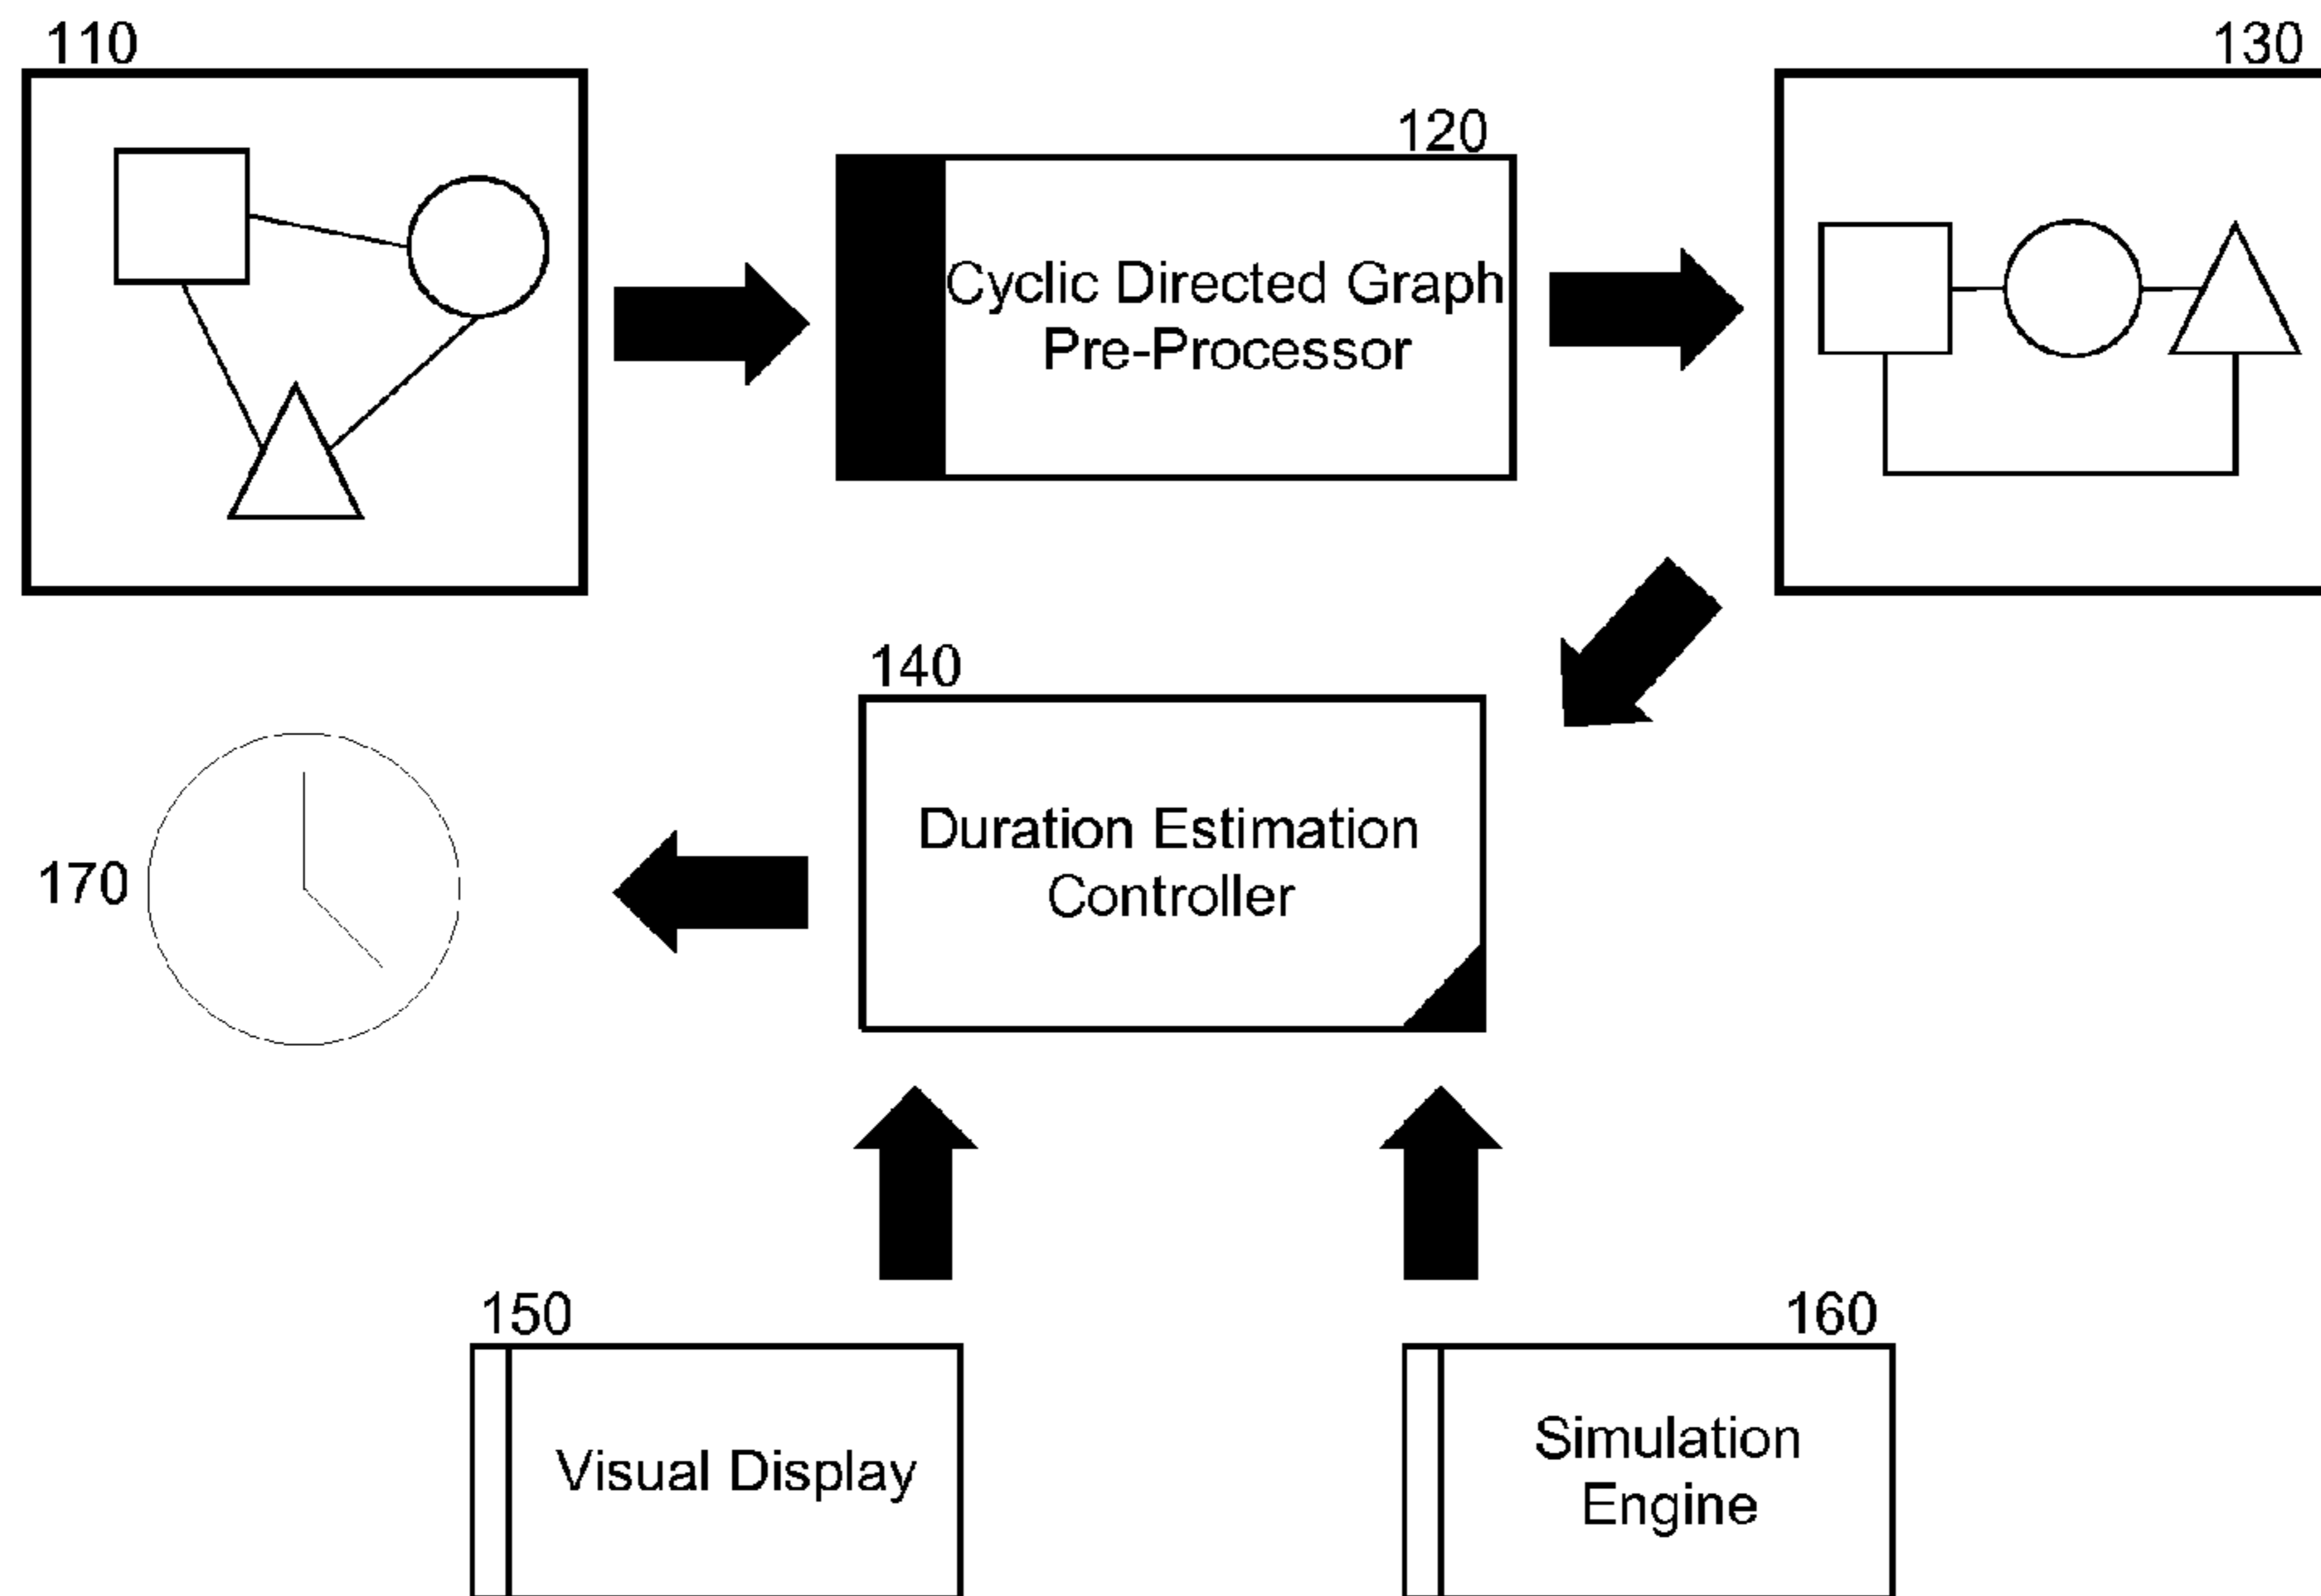 110
130
120
Cyclic Directed Graph
Pre-Processor
140
Duration Estimation
Controller
170
150
160
Visual Display
Simulation
Engine